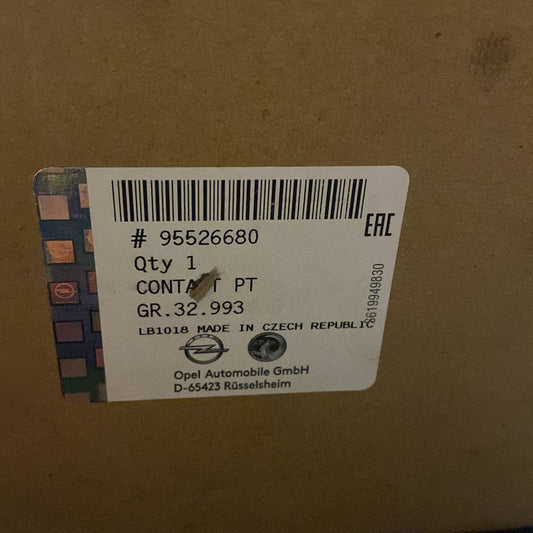 # 95526680
EAC
Qty 1
CONTACT PT
GR.32.993
6619949830
LB1018 MADE IN CZECH REPUBLIC
Opel Automobile GmbH
D-65423 Rüsselsheim